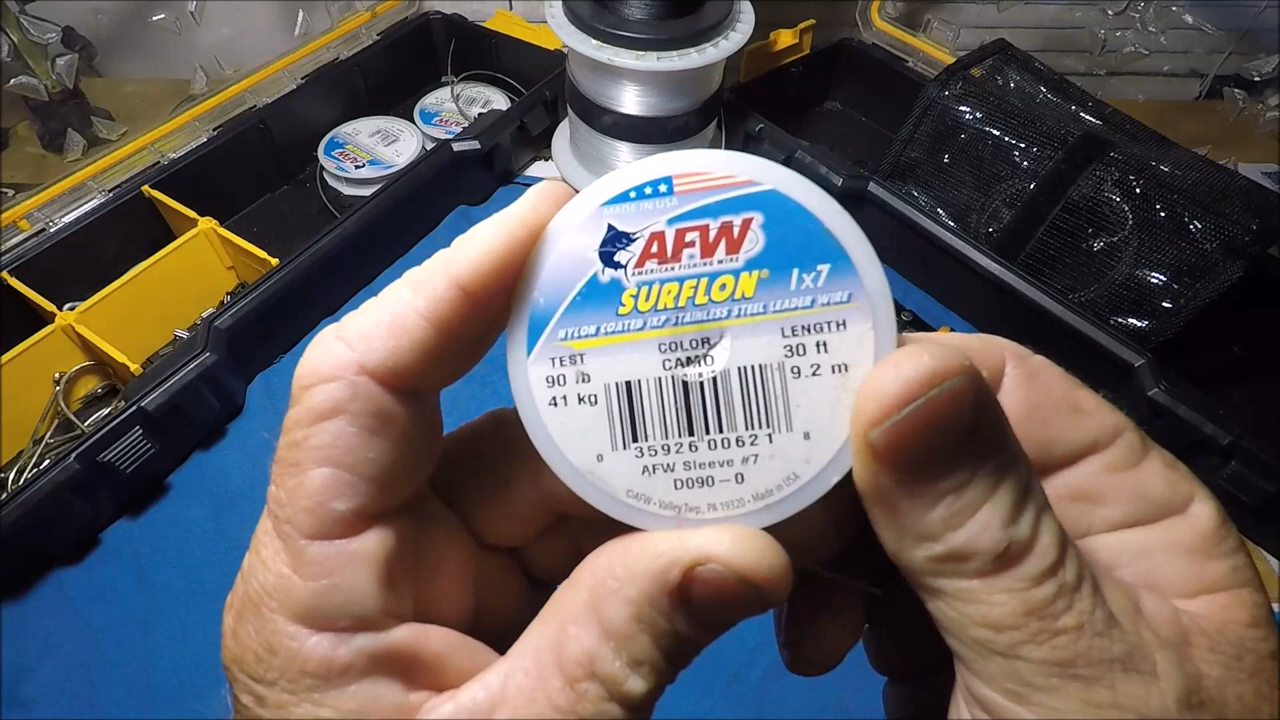 MADE IN USA
AFW
AMERICAN FISHING WIRE
SURFLON® 1x7
NYLON COATED 1X7 STAINLESS STEEL LEADER WIRE
TEST
90 lb
41 kg
COLOR
CAMO
LENGTH
30 ft
9.2 m
0 35926 00621 8
AFW Sleeve #7
D090-0
©AFW • Valley Twp., PA 19320 • Made in USA
AFW